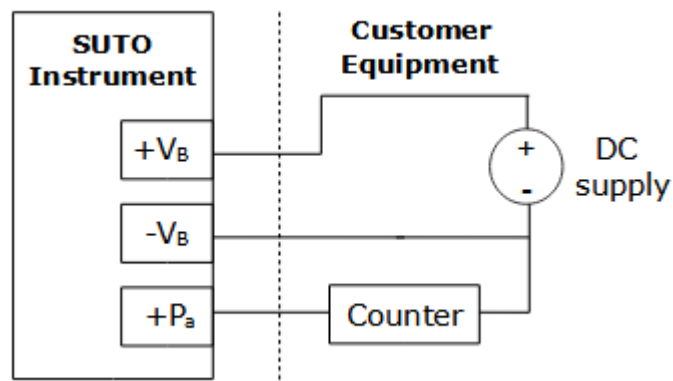 SUTO
Instrument
Customer
Equipment
+VB
-VB
+Pa
+
-
DC
supply
Counter